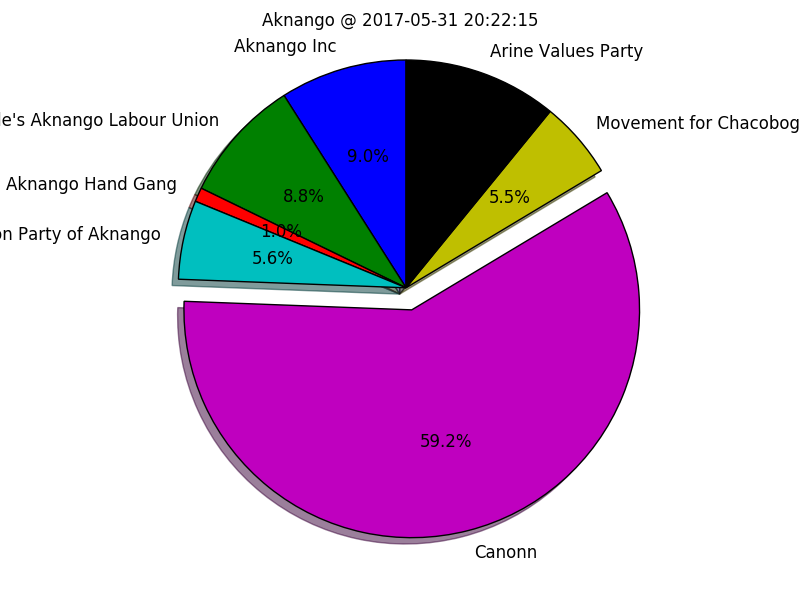 Aknango @ 2017-05-31 20:22:15
Aknango Inc
Arine Values Party
le's Aknango Labour Union
Movement for Chacobog
9.0%
8.8%
5.5%
Aknango Hand Gang
1.0%
on Party of Aknango
5.6%
59.2%
Canonn